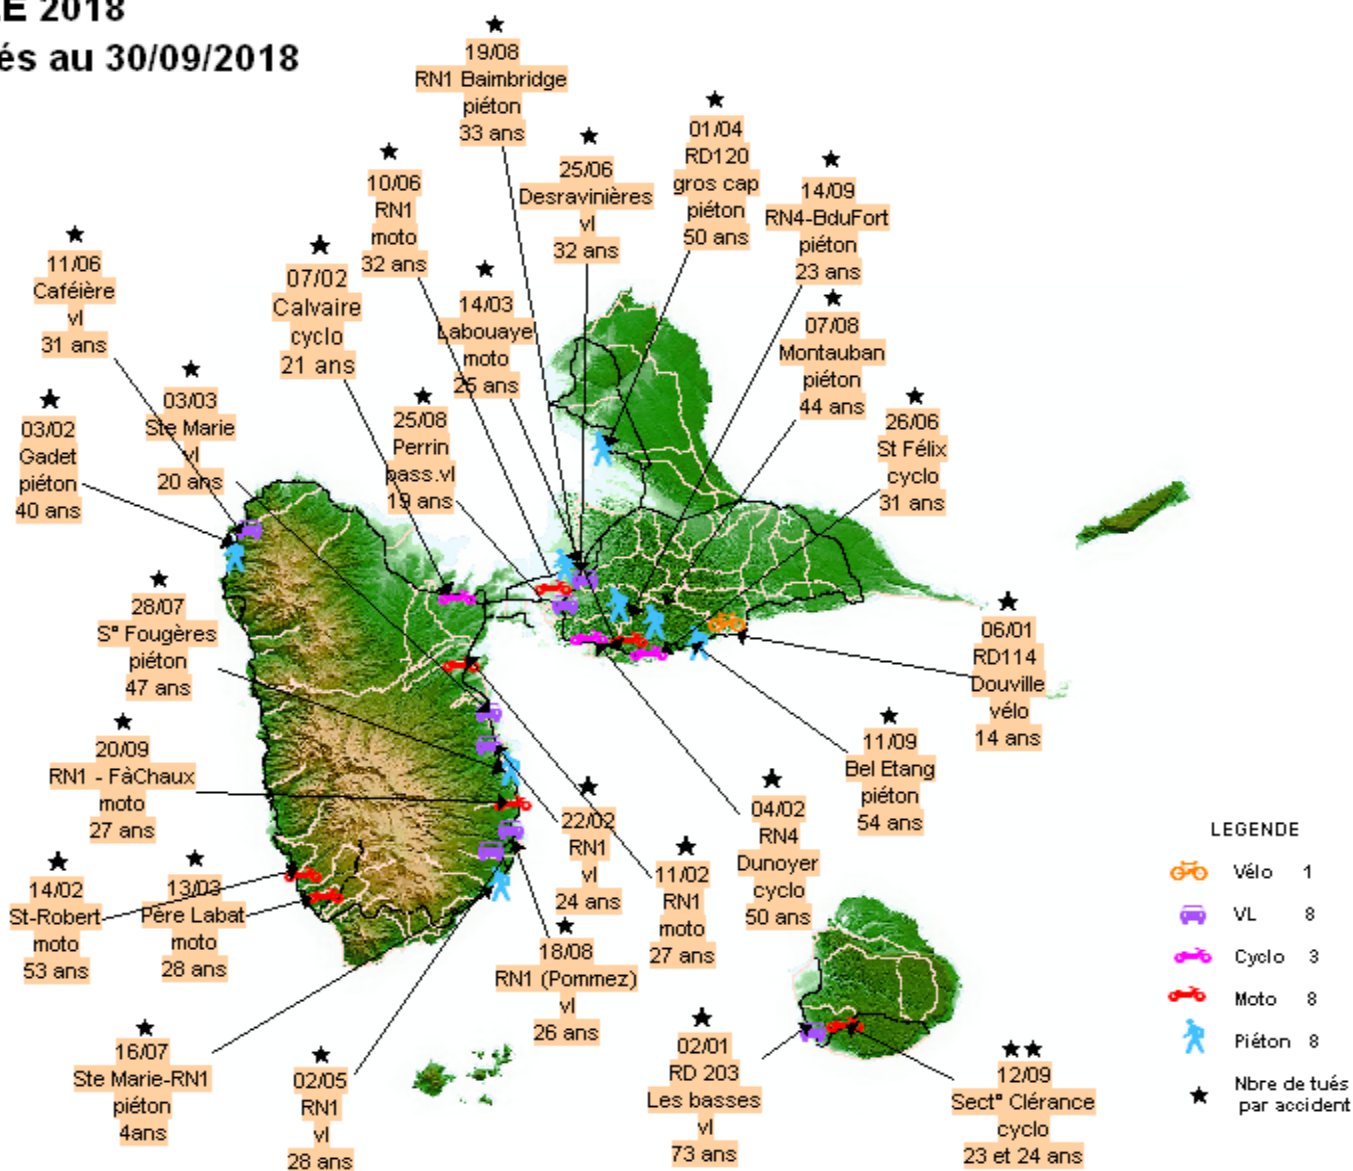 E 2018
és au 30/09/2018
19/08
RN1 Baimbridge
piéton
33 ans
01/04
RD120
gros cap
piéton
50 ans
25/06
Desravinières
vl
32 ans
10/06
RN1
moto
32 ans
14/09
RN4-BduFort
piéton
23 ans
11/06
Caféière
vl
31 ans
07/02
Calvaire
cyclo
21 ans
14/03
Labouaye
moto
25 ans
07/08
Montauban
piéton
44 ans
03/03
Ste Marie
vl
20 ans
03/02
Gadet
piéton
40 ans
25/08
Perrin
pass.vl
19 ans
26/06
St Félix
cyclo
31 ans
28/07
S° Fougères
piéton
47 ans
06/01
RD114
Douville
vélo
14 ans
20/09
RN1 - FâChaux
moto
27 ans
11/09
Bel Etang
piéton
54 ans
22/02
RN1
vl
24 ans
04/02
RN4
Dunoyer
cyclo
50 ans
14/02
St-Robert
moto
53 ans
13/03
Père Labat
moto
28 ans
11/02
RN1
moto
27 ans
18/08
RN1 (Pommez)
vl
26 ans
16/07
Ste Marie-RN1
piéton
4ans
02/05
RN1
vl
28 ans
02/01
RD 203
Les basses
vl
73 ans
12/09
Sect° Clérance
cyclo
23 et 24 ans
LEGENDE
Vélo 1
VL 8
Cyclo 3
Moto 8
Piéton 8
Nbre de tués
par accident